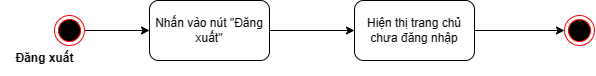 Nhấn vào nút "Đăng
xuất"
Hiện thị trang chủ
chưa đăng nhập
Đăng xuất